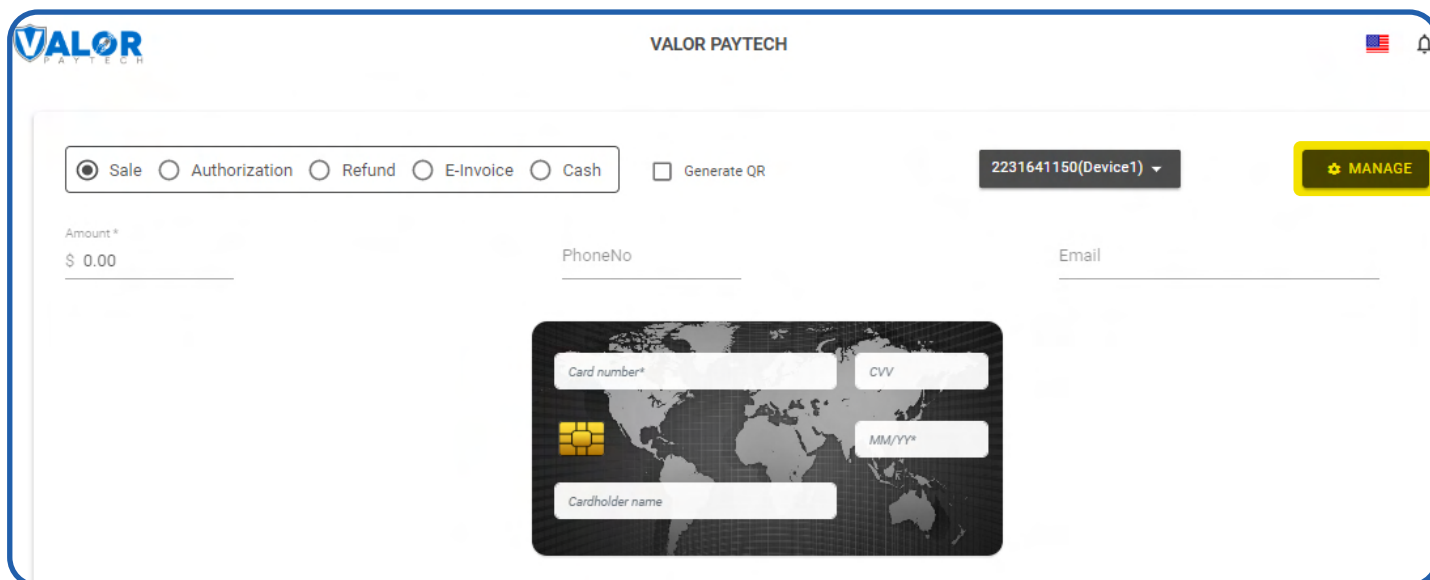 VALOR
PAYTECH
VALOR PAYTECH
Sale Authorization Refund E-Invoice Cash Generate QR 2231641150(Device1) MANAGE
Amount *
$ 0.00 PhoneNo Email
Card number* CVV
MM/YY*
Cardholder name